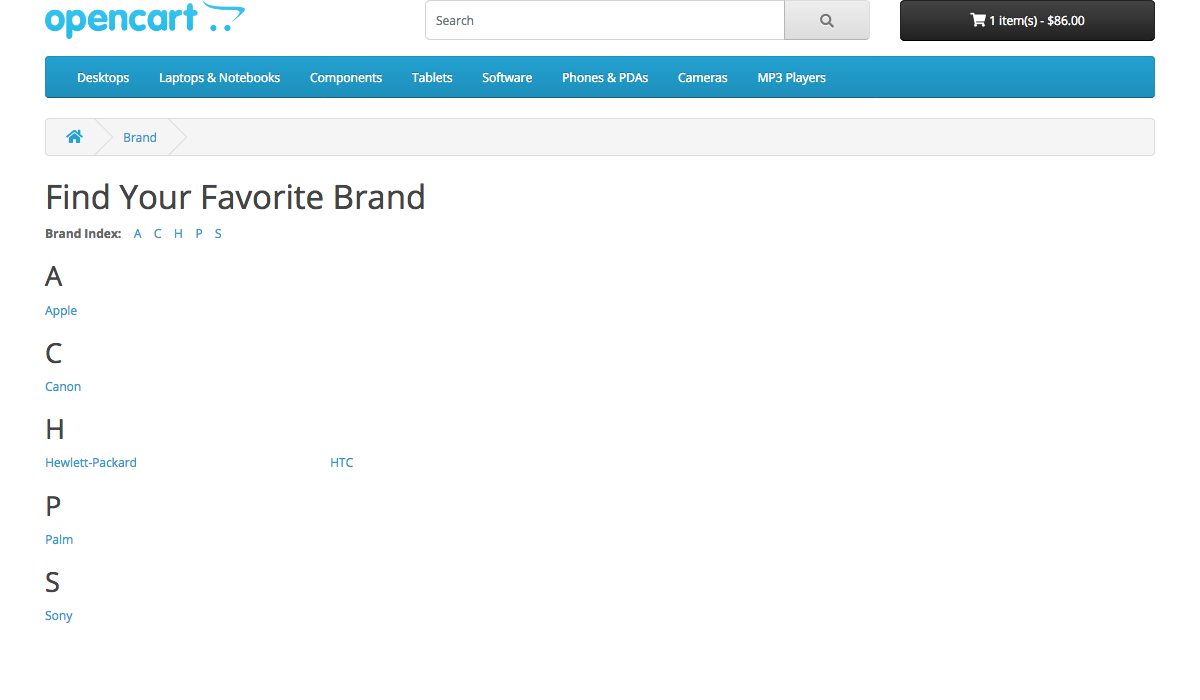 opencart
Search
1 item(s) - $86.00
Desktops Laptops & Notebooks Components Tablets Software Phones & PDAs Cameras MP3 Players
Brand
Find Your Favorite Brand
Brand Index: A C H P S
A
Apple
C
Canon
H
Hewlett-Packard HTC
P
Palm
S
Sony